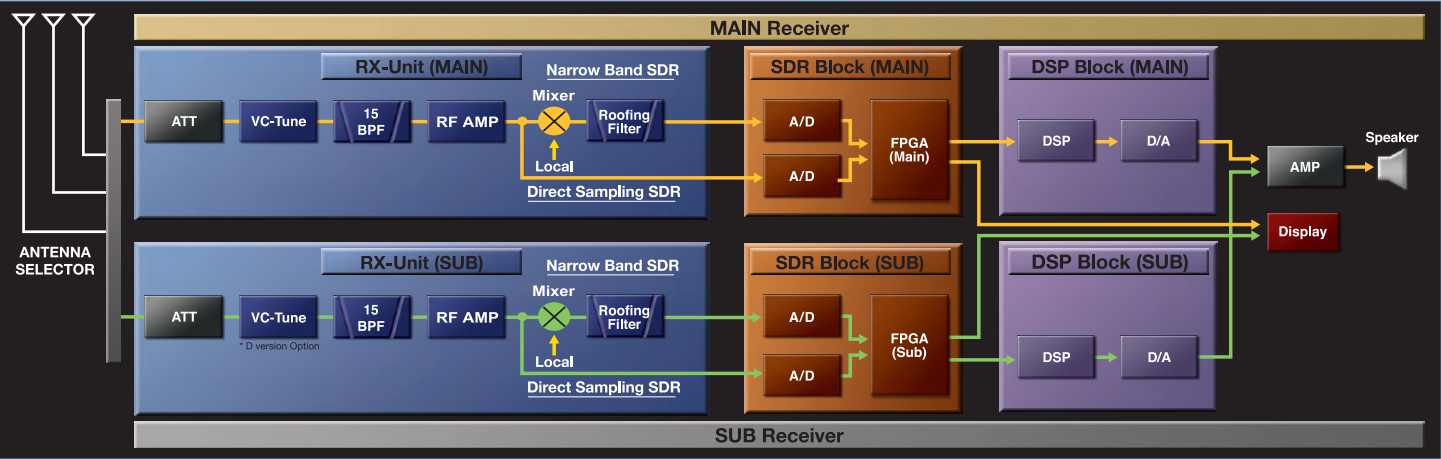 MAIN Receiver
RX-Unit (MAIN)
Narrow Band SDR
SDR Block (MAIN)
DSP Block (MAIN)
Mixer
ATT
VC-Tune
15
BPF
RF AMP
Roofing
Filter
Local
Direct Sampling SDR
A/D
A/D
FPGA
(Main)
DSP
D/A
Speaker
AMP
Display
ANTENNA
SELECTOR
RX-Unit (SUB)
Narrow Band SDR
SDR Block (SUB)
DSP Block (SUB)
Mixer
ATT
VC-Tune
* D version Option
15
BPF
RF AMP
Roofing
Filter
Local
Direct Sampling SDR
A/D
A/D
FPGA
(Sub)
DSP
D/A
SUB Receiver